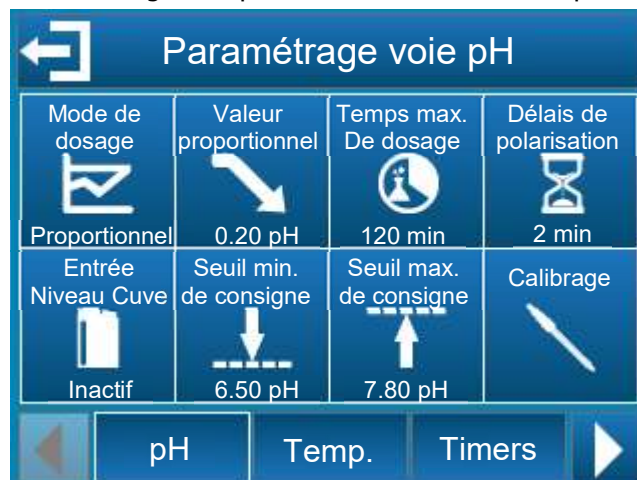 Paramétrage voie pH
Mode de
dosage
Proportionnel
Valeur
proportionnel
0.20 pH
Temps max.
De dosage
120 min
Délais de
polarisation
2 min
Entrée
Niveau Cuve
Inactif
Seuil min.
de consigne
6.50 pH
Seuil max.
de consigne
7.80 pH
Calibrage
pH
Temp.
Timers